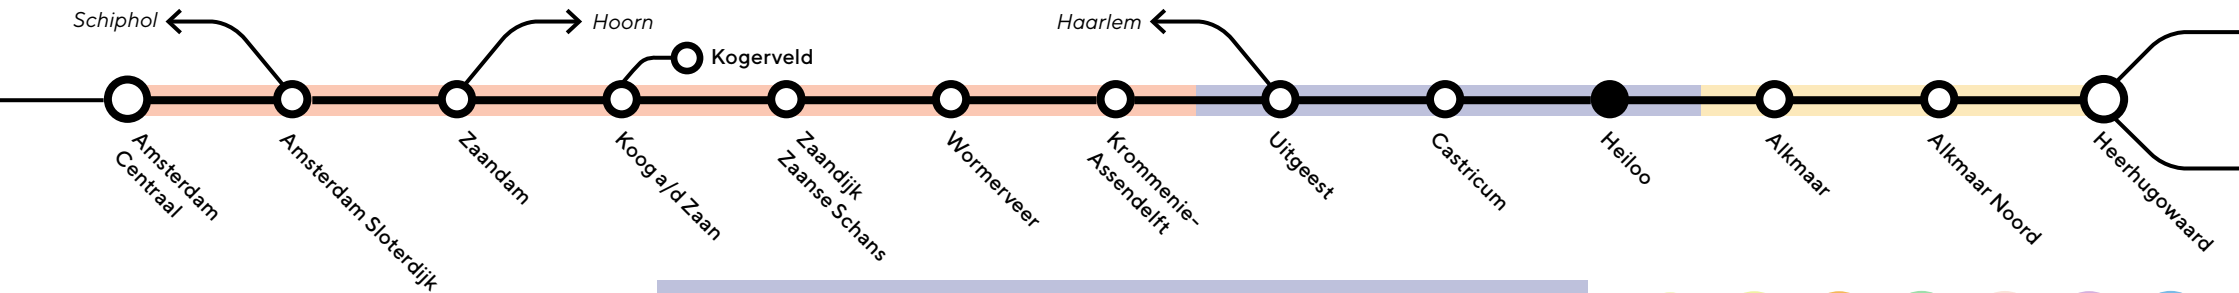 Schiphol
Hoorn
Haarlem
Kogerveld
Amsterdam
Centraal
Amsterdam Sloterdijk
Zaandam
Koog a/d Zaan
Zaandijk
Zaanse Schans
Wormerveer
Krommenie-
Assendelft
Uitgeest
Castricum
Heiloo
Alkmaar
Alkmaar Noord
Heerhugowaard